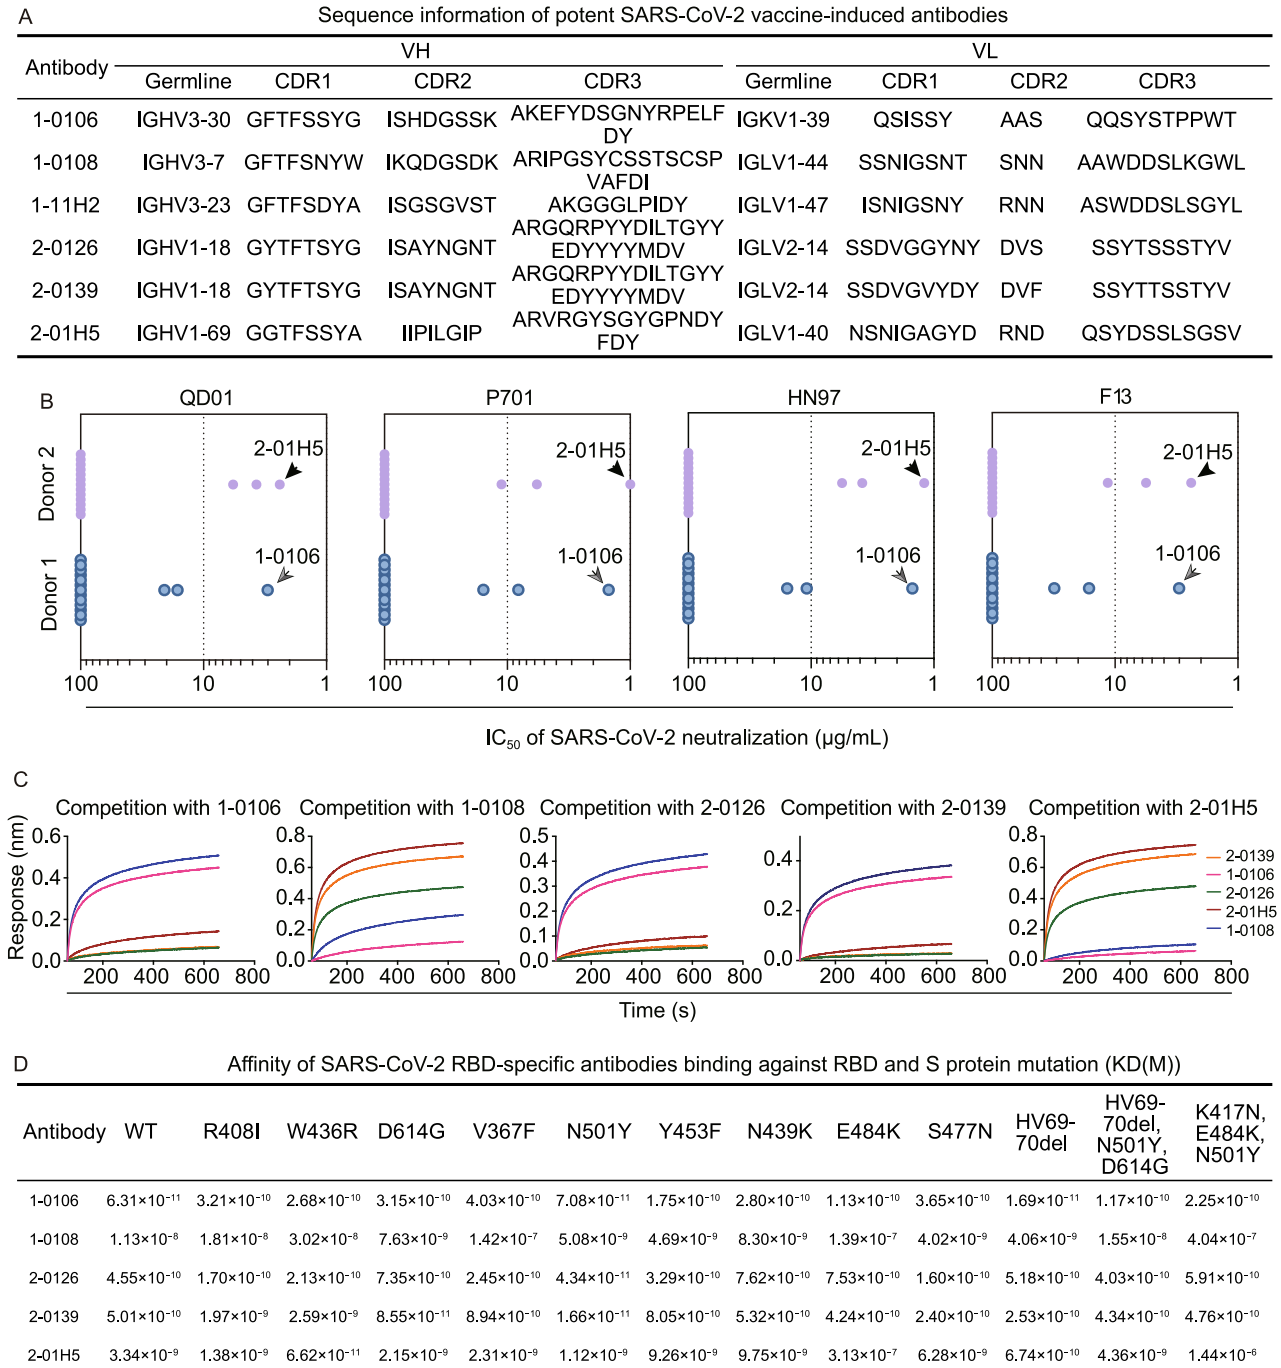 A
Sequence information of potent SARS-CoV-2 vaccine-induced antibodies
Antibody VH VL
Germline CDR1 CDR2 CDR3 Germline CDR1 CDR2 CDR3
1-0106 IGHV3-30 GFTFSSYG ISHDGSSK AKEFYDSGNYRPELF IGKV1-39 QSISSY AAS QQSYSTPPWT
DY
1-0108 IGHV3-7 GFTFSNYW IKQDGSDK ARIPGSYCSSTSCSP IGLV1-44 SSNIGSNT SNN AAWDDSLKGWL
VAFDI
1-11H2 IGHV3-23 GFTFSDYA ISGSGVST AKGGGLPIDY IGLV1-47 ISNIGSNY RNN ASWDDSLSGYL
2-0126 IGHV1-18 GYTFTSYG ISAYNGNT ARGQRPYYDILTGYY IGLV2-14 SSDVGGYNY DVS SSYTSSSTYV
EDYYYYMDV
2-0139 IGHV1-18 GYTFTSYG ISAYNGNT ARGQRPYYDILTGYY IGLV2-14 SSDVGVYDY DVF SSYTTSSTYV
EDYYYYMDV
2-01H5 IGHV1-69 GGTFSSYA IIPILGIP ARVRGYSGYGPNDY IGLV1-40 NSNIGAGYD RND QSYDSSLSGSV
FDY
B
QD01 P701 HN97 F13
Donor 2
Donor 1
2-01H5 2-01H5 2-01H5 2-01H5
1-0106 1-0106 1-0106 1-0106
100 10 1 100 10 1 100 10 1 100 10 1
IC50 of SARS-CoV-2 neutralization (µg/mL)
C
Competition with 1-0106 Competition with 1-0108 Competition with 2-0126 Competition with 2-0139 Competition with 2-01H5
Response (nm)
0.6 0.4 0.2 0.0
0.8 0.6 0.4 0.2 0.0
0.5 0.4 0.3 0.2 0.1 0.0
0.4 0.2 0.0
0.8 0.6 0.4 0.2 0.0
200 400 600 800 200 400 600 800 200 400 600 800 200 400 600 800 200 400 600 800
2-0139
1-0106
2-0126
2-01H5
1-0108
Time (s)
D
Affinity of SARS-CoV-2 RBD-specific antibodies binding against RBD and S protein mutation (KD(M))
Antibody WT R408I W436R D614G V367F N501Y Y453F N439K E484K S477N HV69-70del HV69-70del, N501Y, D614G K417N, E484K, N501Y
1-0106 6.31×10⁻¹¹ 3.21×10⁻¹⁰ 2.68×10⁻¹⁰ 3.15×10⁻¹⁰ 4.03×10⁻¹⁰ 7.08×10⁻¹¹ 1.75×10⁻¹⁰ 2.80×10⁻¹⁰ 1.13×10⁻¹⁰ 3.65×10⁻¹⁰ 1.69×10⁻¹¹ 1.17×10⁻¹⁰ 2.25×10⁻¹⁰
1-0108 1.13×10⁻⁸ 1.81×10⁻⁸ 3.02×10⁻⁸ 7.63×10⁻⁹ 1.42×10⁻⁷ 5.08×10⁻⁹ 4.69×10⁻⁹ 8.30×10⁻⁹ 1.39×10⁻⁷ 4.02×10⁻⁹ 4.06×10⁻⁹ 1.55×10⁻⁸ 4.04×10⁻⁷
2-0126 4.55×10⁻¹⁰ 1.70×10⁻¹⁰ 2.13×10⁻¹⁰ 7.35×10⁻¹⁰ 2.45×10⁻¹⁰ 4.34×10⁻¹¹ 3.29×10⁻¹⁰ 7.62×10⁻¹⁰ 7.53×10⁻¹⁰ 1.60×10⁻¹⁰ 5.18×10⁻¹⁰ 4.03×10⁻¹⁰ 5.91×10⁻¹⁰
2-0139 5.01×10⁻¹⁰ 1.97×10⁻⁹ 2.59×10⁻⁹ 8.55×10⁻¹¹ 8.94×10⁻¹⁰ 1.66×10⁻¹¹ 8.05×10⁻¹⁰ 5.32×10⁻¹⁰ 4.24×10⁻¹⁰ 2.40×10⁻¹⁰ 2.53×10⁻¹⁰ 4.34×10⁻¹⁰ 4.76×10⁻¹⁰
2-01H5 3.34×10⁻⁹ 1.38×10⁻⁹ 6.62×10⁻¹¹ 2.15×10⁻⁹ 2.31×10⁻⁹ 1.12×10⁻⁹ 9.26×10⁻⁹ 9.75×10⁻⁹ 3.13×10⁻⁷ 6.28×10⁻⁹ 6.74×10⁻¹⁰ 4.36×10⁻⁹ 1.44×10⁻⁶